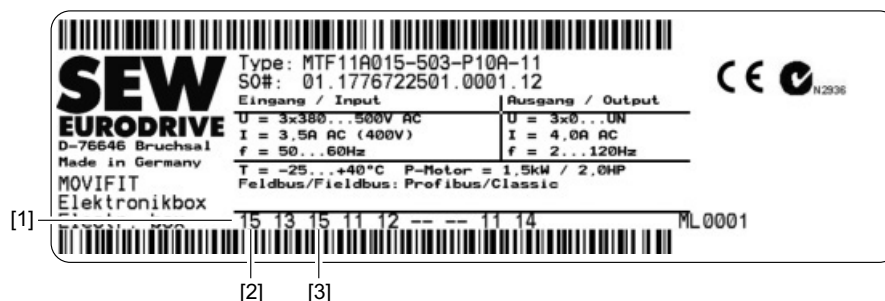 Type: MTF11A015-503-P10A-11
SO#: 01.1776722501.0001.12
SEW
EURODRIVE
D-76646 Bruchsal
Made in Germany
MOVIFIT
Elektronikbox
Eingang / Input
U = 3x380...500V AC
I = 3,5A AC (400V)
f = 50...60Hz
Ausgang / Output
U = 3x0...UN
I = 4,0A AC
f = 2...120Hz
T = -25...+40°C P-Motor = 1,5kW / 2,0HP
Feldbus/Fieldbus: Profibus/Classic
CE
N2936
[1]
Electr. box
15 13 15 11 12 -- -- 11 14
ML0001
[2]
[3]